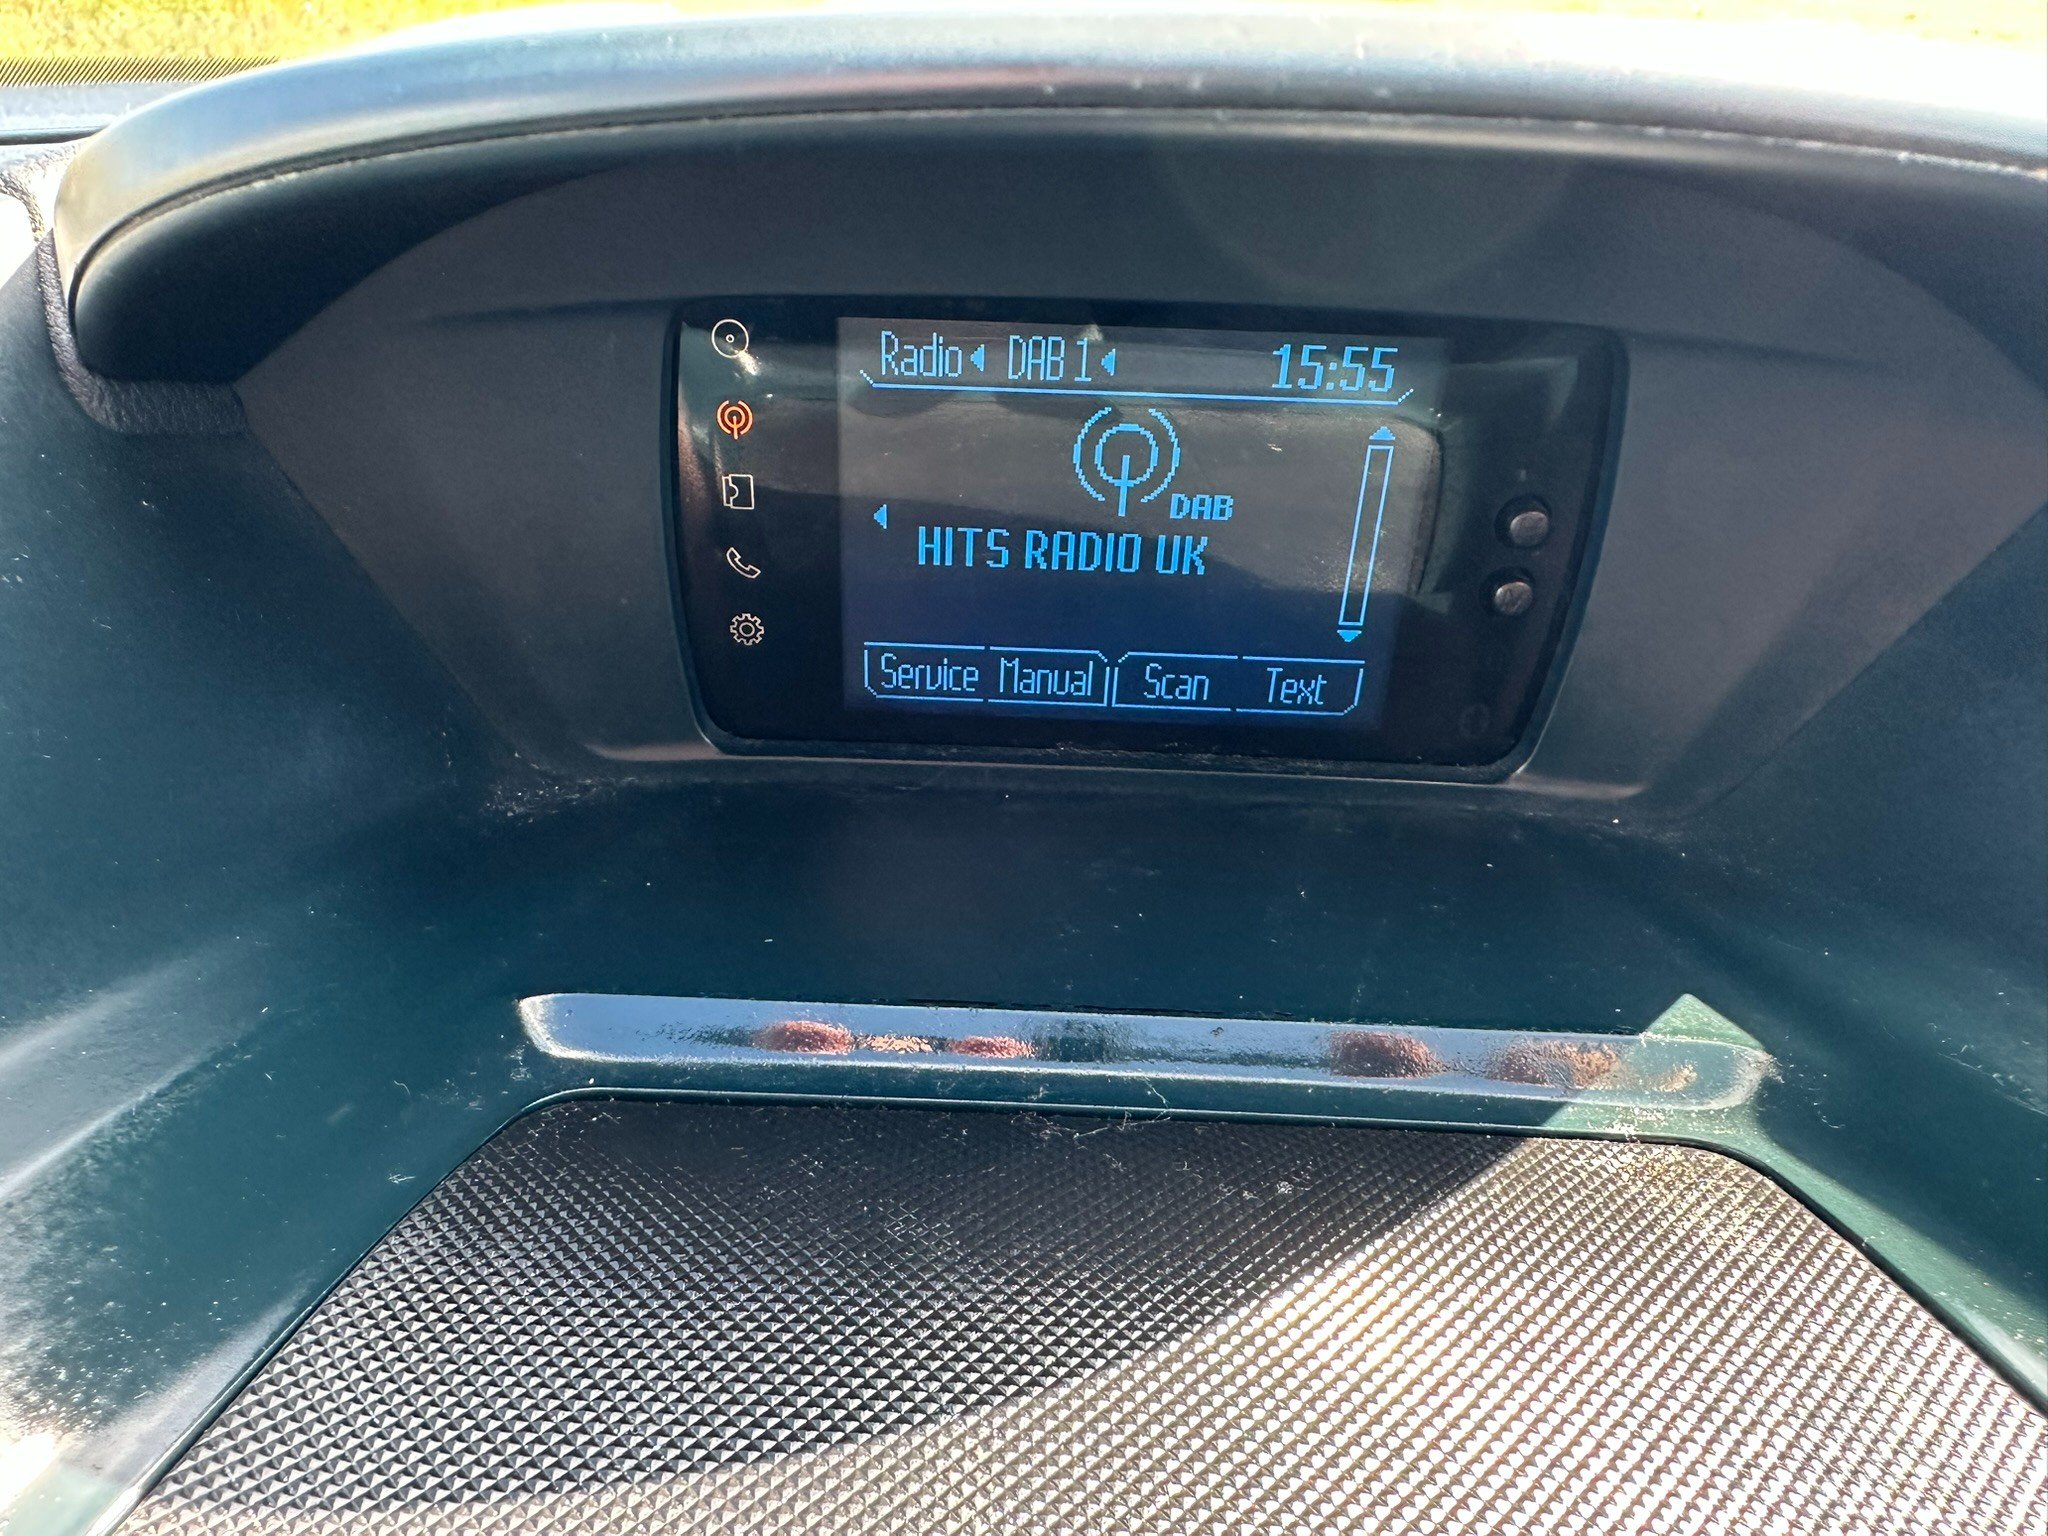 Radio DAB 1 15:55
DAB
HITS RADIO UK
Service Manual Scan Text